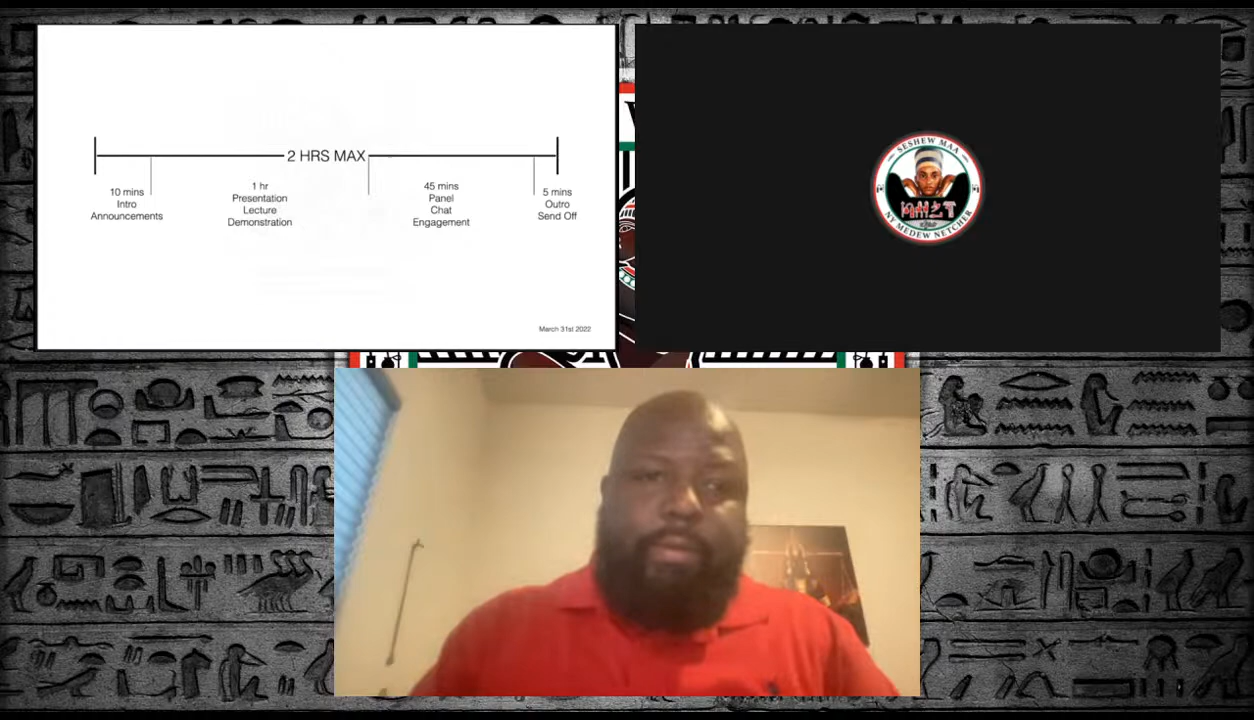 2 HRS MAX
10 mins
Intro
Announcements
1 hr
Presentation
Lecture
Demonstration
45 mins
Panel
Chat
Engagement
5 mins
Outro
Send Off
March 31st 2022
SESHEW MAA
NY MEDEW NETCHER